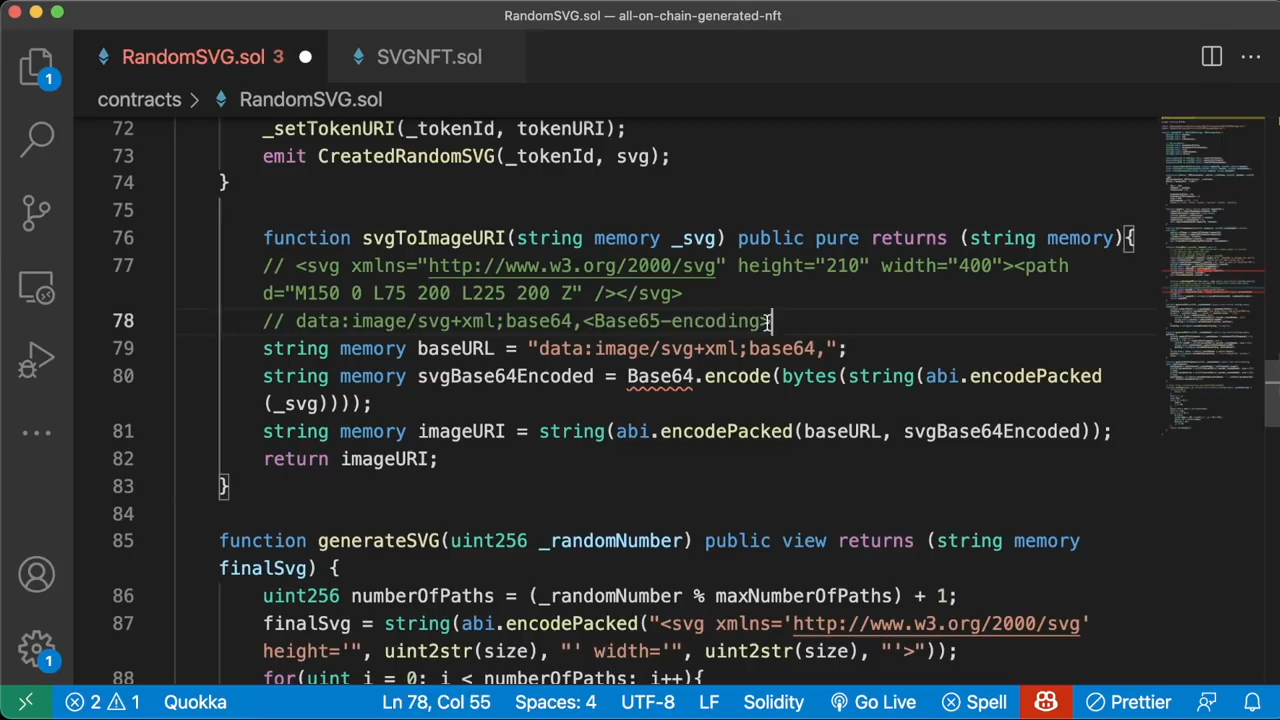 RandomSVG.sol — all-on-chain-generated-nft
RandomSVG.sol 3
SVGNFT.sol
1
contracts > RandomSVG.sol
72 _setTokenURI(_tokenId, tokenURI);
73 emit CreatedRandomSVG(_tokenId, svg);
74 }
75
76 function svgToImageURI(string memory _svg) public pure returns (string memory){
77 // <svg xmlns="http://www.w3.org/2000/svg" height="210" width="400"><path
d="M150 0 L75 200 L225 200 Z" /></svg>
78 // data:image/svg+xml;base64,<Base65-encoding>
79 string memory baseURL = "data:image/svg+xml;base64,";
80 string memory svgBase64Encoded = Base64.encode(bytes(string(abi.encodePacked
(_svg))));
81 string memory imageURI = string(abi.encodePacked(baseURL, svgBase64Encoded));
82 return imageURI;
83 }
84
85 function generateSVG(uint256 _randomNumber) public view returns (string memory
finalSvg) {
86 uint256 numberOfPaths = (_randomNumber % maxNumberOfPaths) + 1;
87 finalSvg = string(abi.encodePacked("<svg xmlns='http://www.w3.org/2000/svg'
height='", uint2str(size), "' width='", uint2str(size), "'>"));
88 for(uint i = 0; i < numberOfPaths; i++){
1
2 1 Quokka Ln 78, Col 55 Spaces: 4 UTF-8 LF Solidity Go Live Spell Prettier